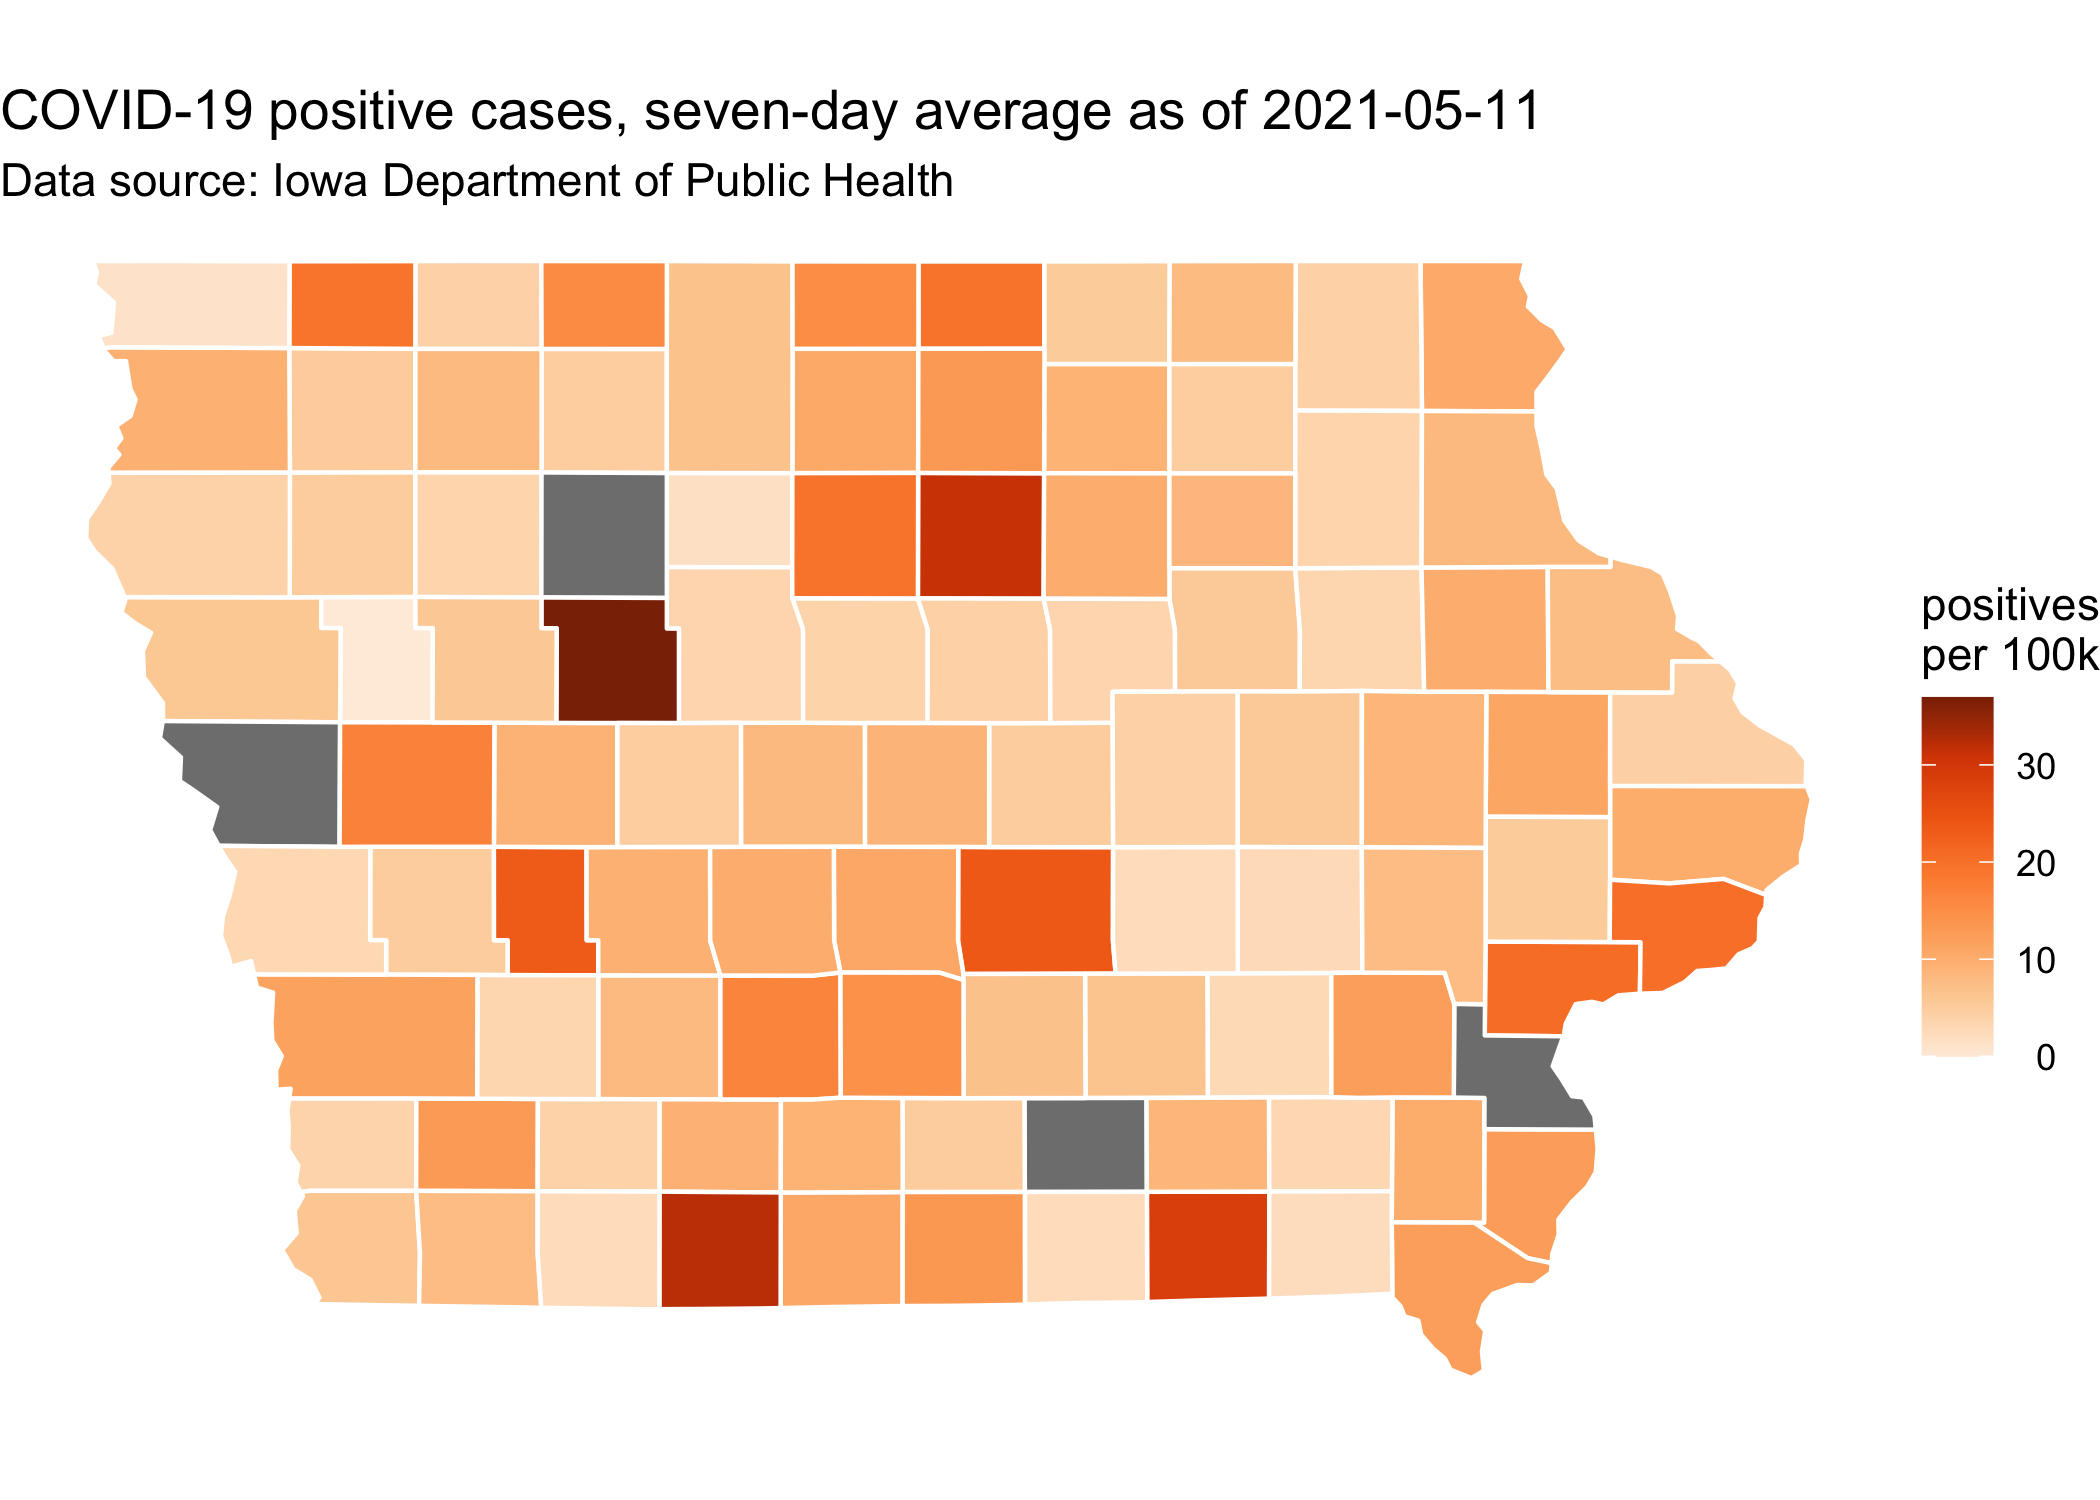 COVID-19 positive cases, seven-day average as of 2021-05-11
Data source: Iowa Department of Public Health
positives
per 100k
30
20
10
0